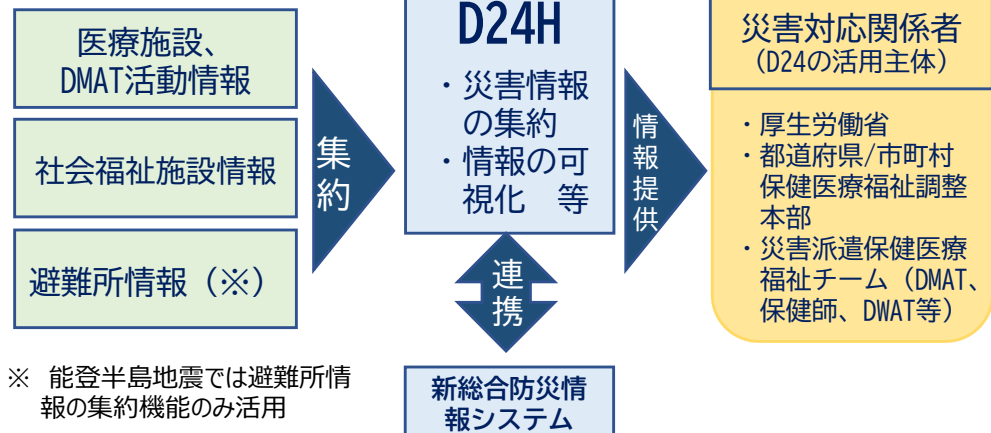 医療施設、
DMAT活動情報
社会福祉施設情報
避難所情報（※）
※ 能登半島地震では避難所情
報の集約機能のみ活用
集約
D24H
・災害情報
の集約
・情報の可
視化　等
連携
新総合防災情
報システム
情報提供
災害対応関係者
（D24の活用主体）
・厚生労働省
・都道府県/市町村
保健医療福祉調整
本部
・災害派遣保健医療
福祉チーム（DMAT、
保健師、DWAT等）